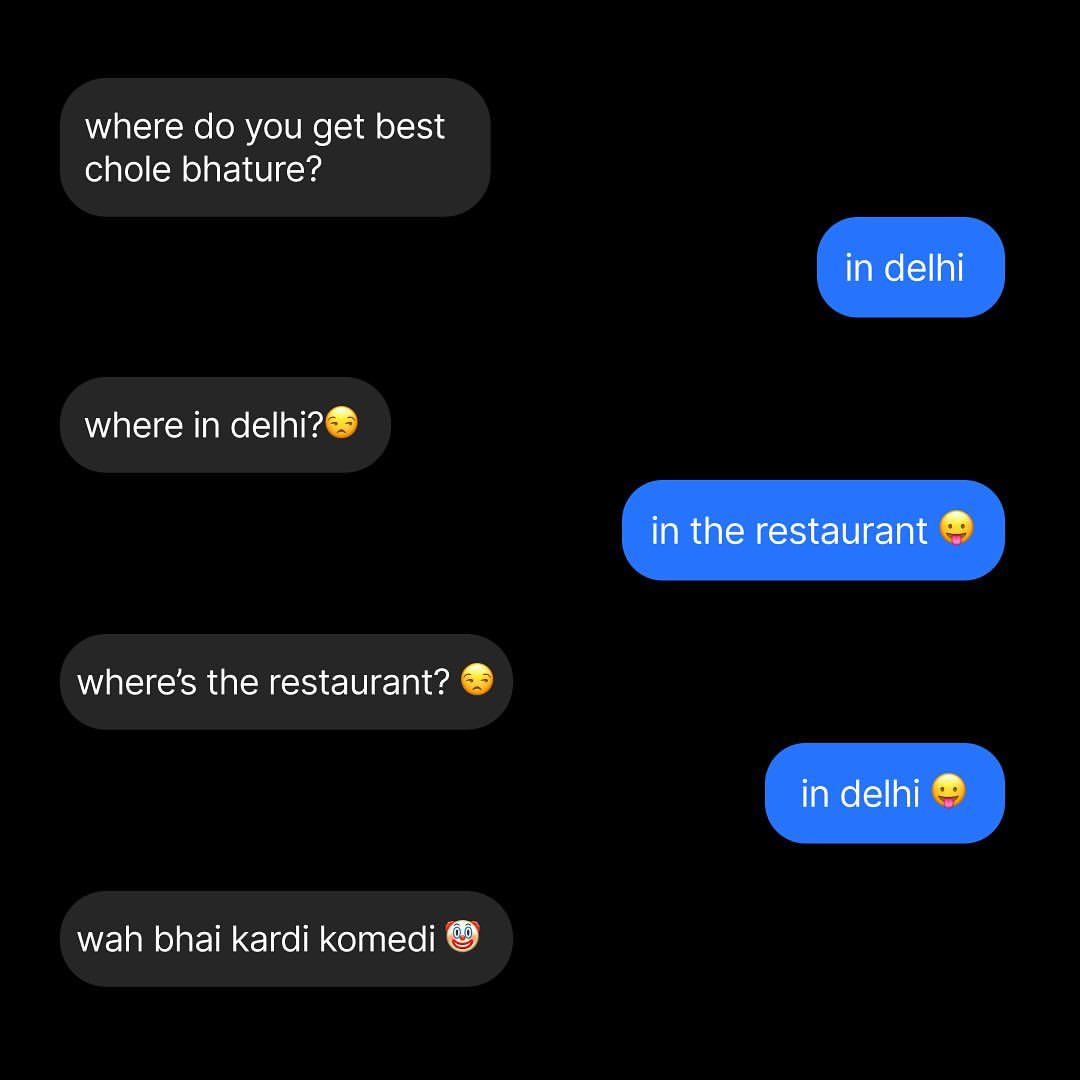 where do you get best
chole bhature?
in delhi
where in delhi?😒
in the restaurant 😛
where’s the restaurant? 😒
in delhi 😛
wah bhai kardi komedi 🤡